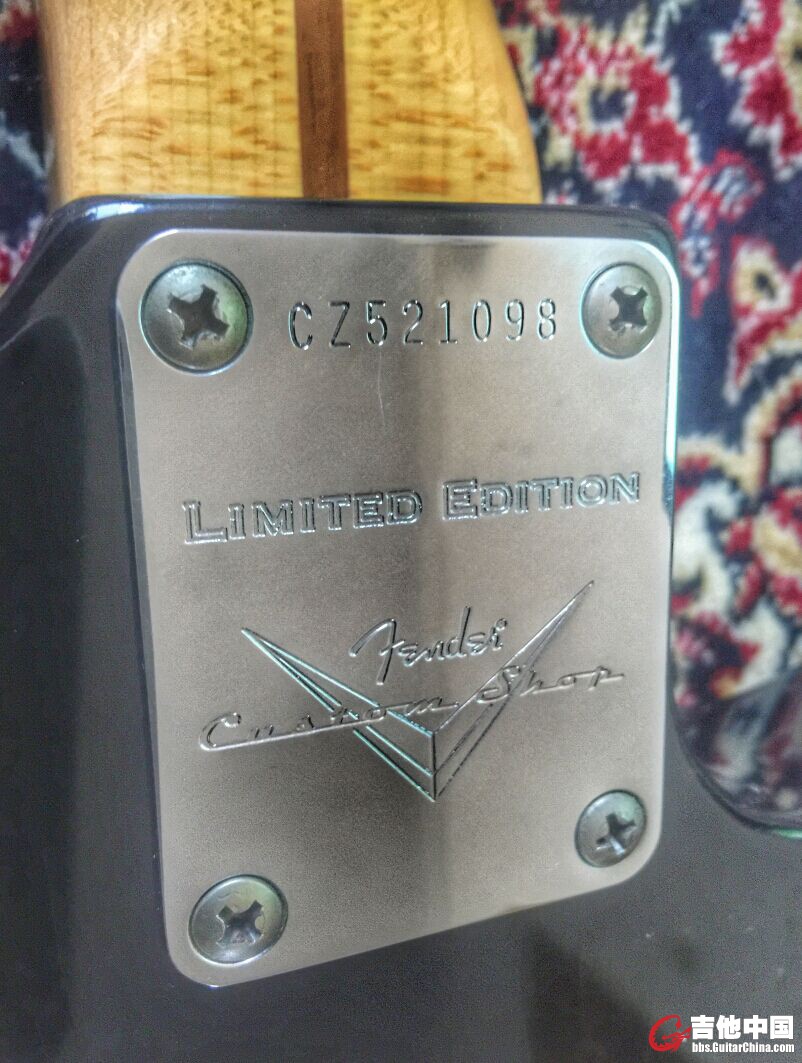 CZ521098
LIMITED EDITION
Fender
Custom Shop
吉他中国
bbs.GuitarChina.com